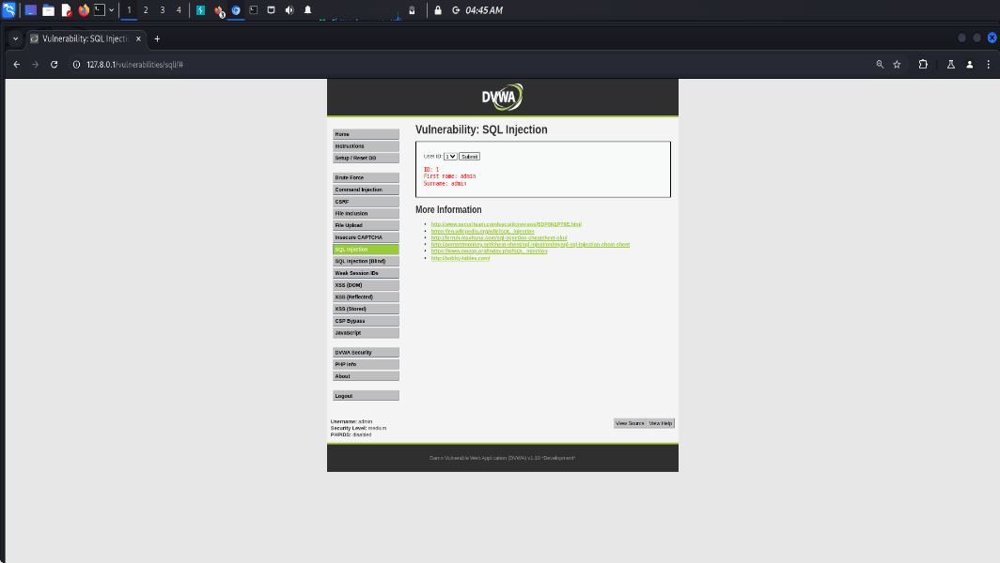 1 2 3 4
04:45 AM
Vulnerability: SQL Injectio
127.8.0.1/vulnerabilities/sqli/#
DVWA
Home
Instructions
Setup / Reset DB
Brute Force
Command Injection
CSRF
File Inclusion
File Upload
Insecure CAPTCHA
SQL Injection
SQL Injection (Blind)
Weak Session IDs
XSS (DOM)
XSS (Reflected)
XSS (Stored)
CSP Bypass
JavaScript
DVWA Security
PHP Info
About
Logout
Vulnerability: SQL Injection
User ID: 1 Submit
ID: 1
First name: admin
Surname: admin
More Information
http://www.securiteam.com/securityreviews/5DP0N1P76E.html
https://en.wikipedia.org/wiki/SQL_injection
http://ferruh.mavituna.com/sql-injection-cheatsheet-oku/
http://pentestmonkey.net/cheat-sheet/sql-injection/mysql-sql-injection-cheat-sheet
https://www.owasp.org/index.php/SQL_Injection
http://bobby-tables.com/
Username: admin
Security Level: medium
PHPIDS: disabled
View Source View Help
Damn Vulnerable Web Application (DVWA) v1.10 *Development*